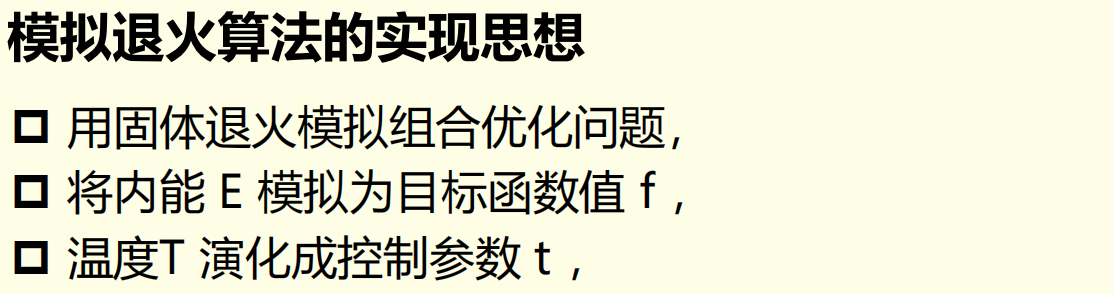 模拟退火算法的实现思想
用固体退火模拟组合优化问题，
将内能 E 模拟为目标函数值 f ，
温度T 演化成控制参数 t ，